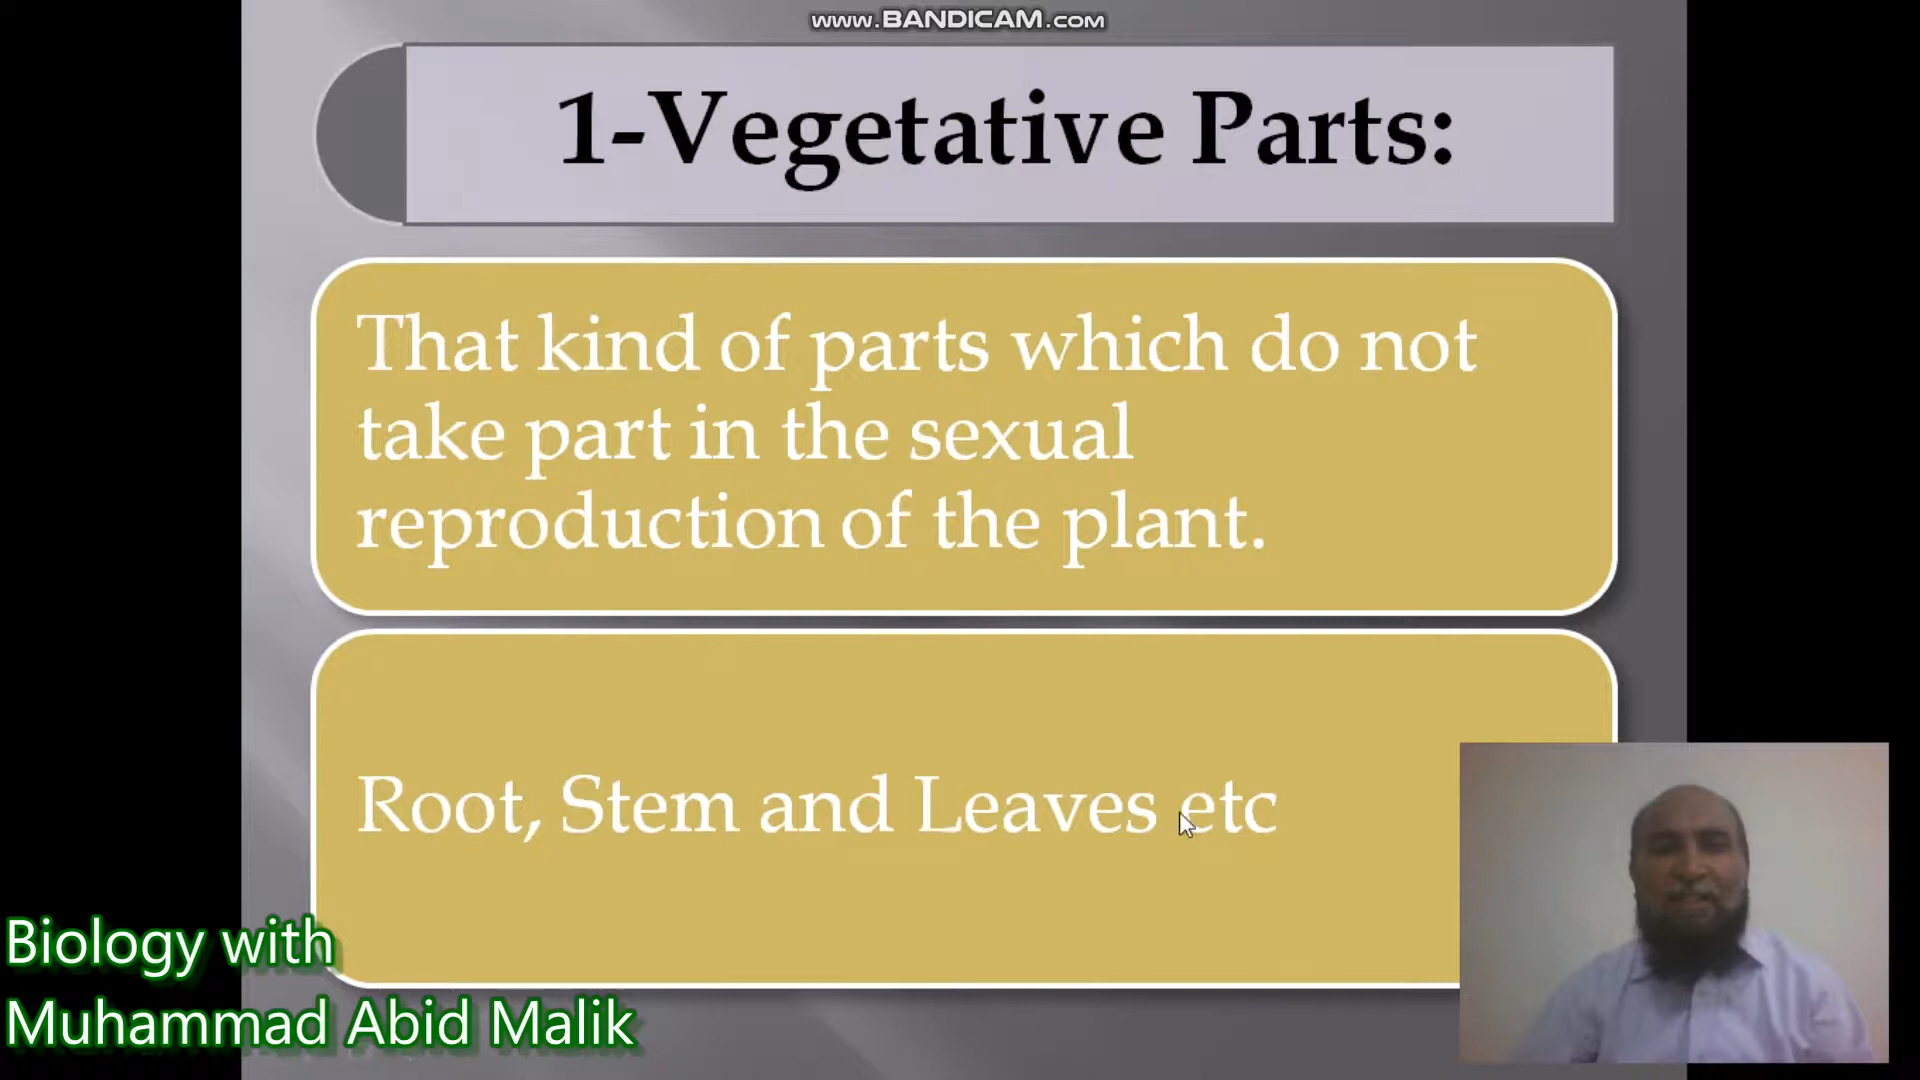 www.BANDICAM.com
1-Vegetative Parts:
That kind of parts which do not
take part in the sexual
reproduction of the plant.
Root, Stem and Leaves etc
Biology with
Muhammad Abid Malik